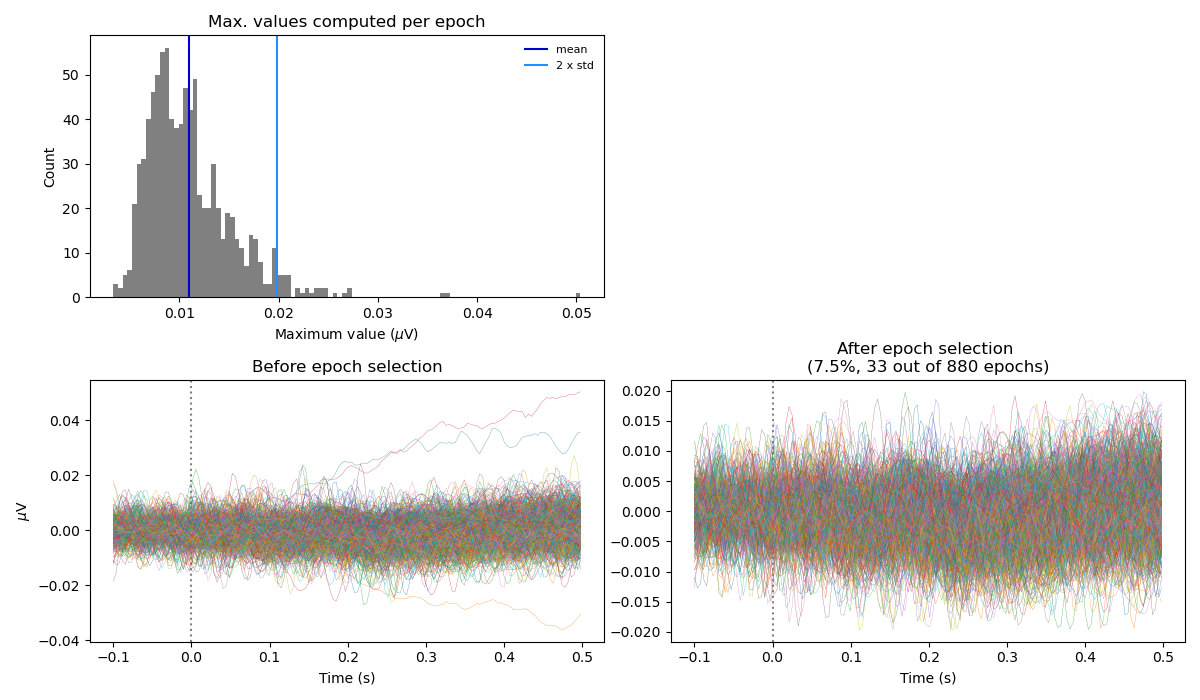 Max. values computed per epoch
mean
2 x std
50
40
30
20
10
0
Count
0.01 0.02 0.03 0.04 0.05
Maximum value (μV)
Before epoch selection
0.04
0.02
0.00
−0.02
−0.04
μV
−0.1 0.0 0.1 0.2 0.3 0.4 0.5
Time (s)
After epoch selection
(7.5%, 33 out of 880 epochs)
0.020
0.015
0.010
0.005
0.000
−0.005
−0.010
−0.015
−0.020
−0.1 0.0 0.1 0.2 0.3 0.4 0.5
Time (s)